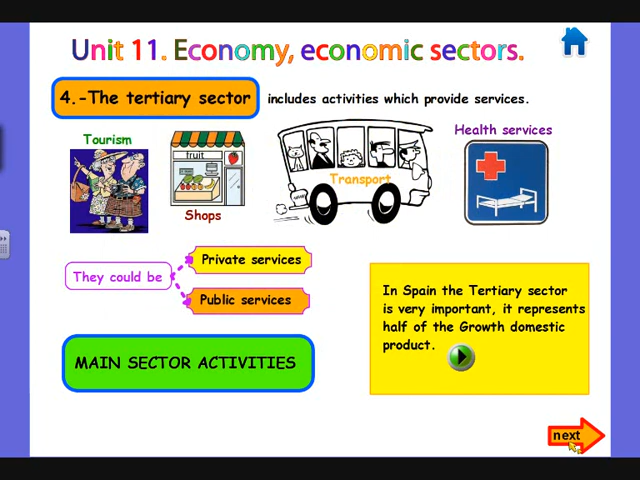 Unit 11. Economy, economic sectors.
4.-The tertiary sector includes activities which provide services.
Tourism
fruit
Shops
Transport
Health services
They could be
Private services
Public services
In Spain the Tertiary sector
is very important, it represents
half of the Growth domestic
product.
MAIN SECTOR ACTIVITIES
next